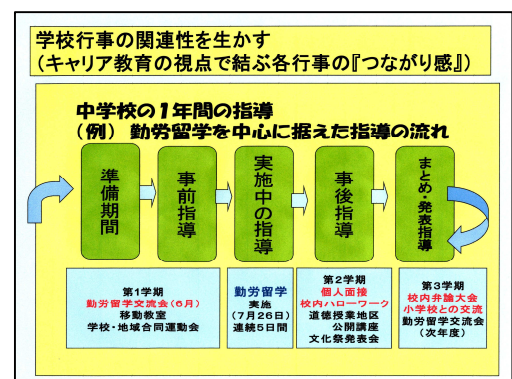 学校行事の関連性を生かす
(キャリア教育の視点で結ぶ各行事の『つながり感』)
中学校の1年間の指導
(例) 勤労留学を中心に据えた指導の流れ
準備期間
事前指導
実施中の指導
事後指導
まとめ・発表指導
第1学期
勤労留学交流会(6月)
移動教室
学校・地域合同運動会
勤労留学
実施
(7月26日)
連続5日間
第2学期
個人面接
校内ハローワーク
道徳授業地区
公開講座
文化祭発表会
第3学期
校内弁論大会
小学校との交流
勤労留学交流会
(次年度)